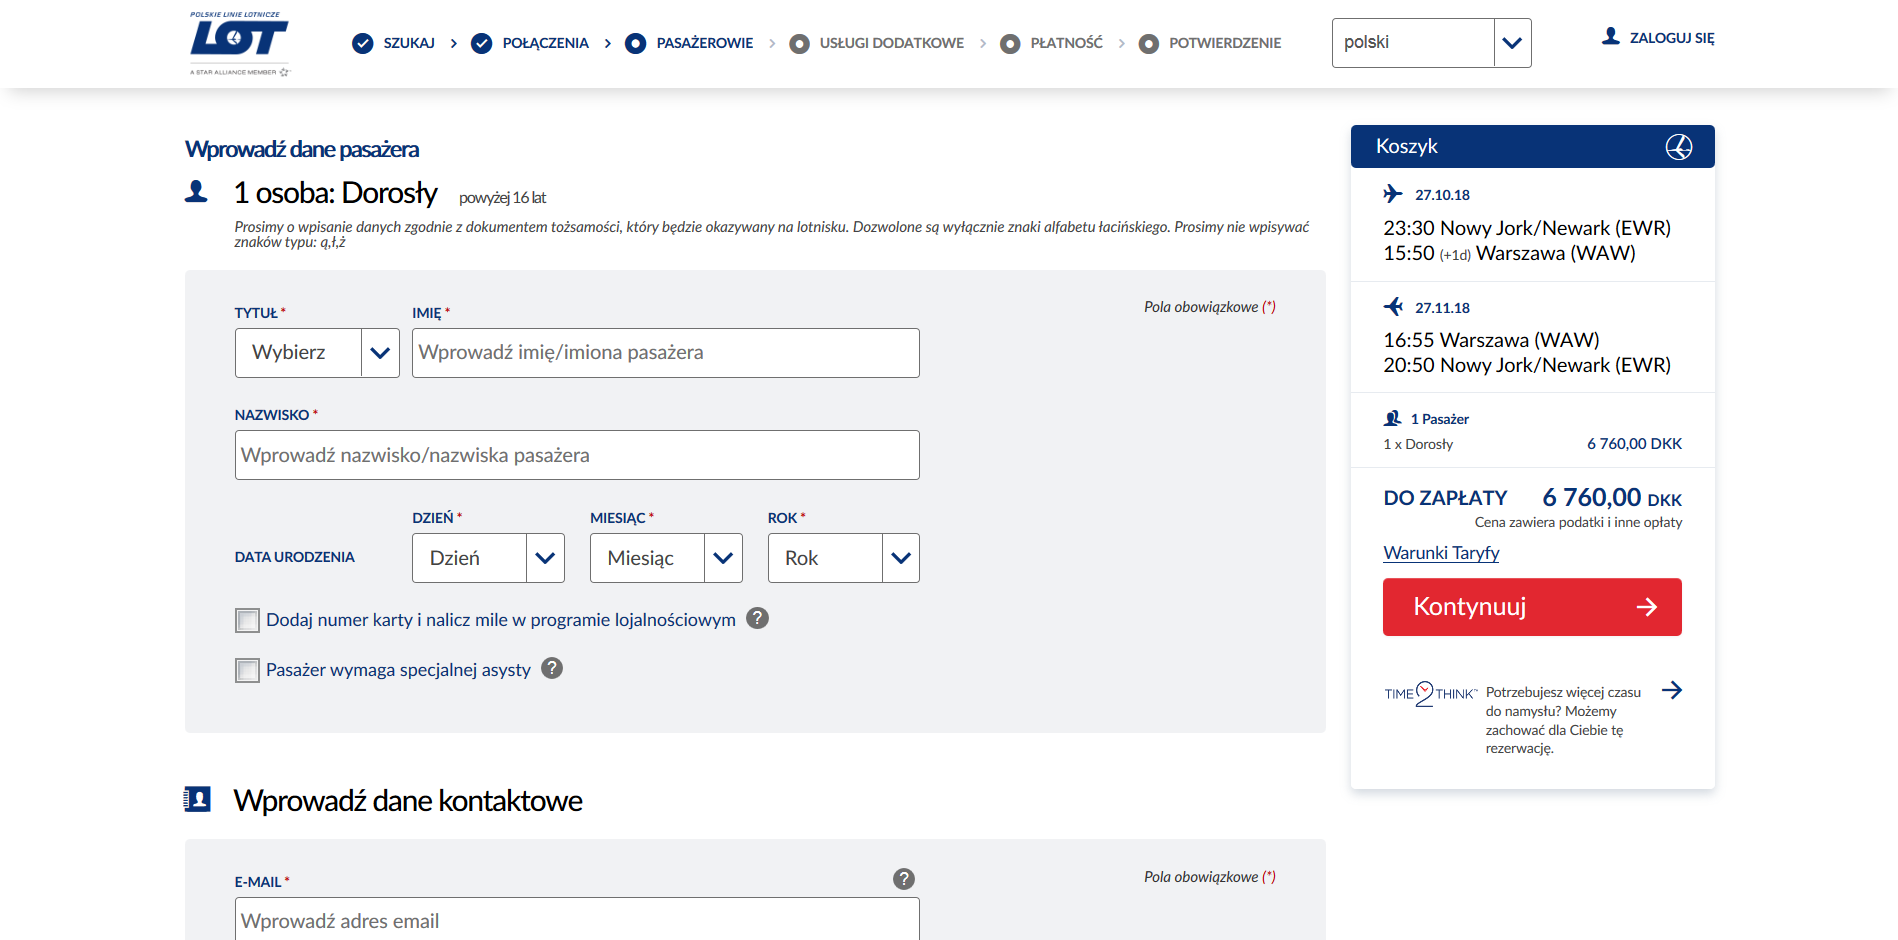 POLSKIE LINIE LOTNICZE
LOT
A STAR ALLIANCE MEMBER
SZUKAJ
POŁĄCZENIA
PASAŻEROWIE
USŁUGI DODATKOWE
PŁATNOŚĆ
POTWIERDZENIE
polski
ZALOGUJ SIĘ
Wprowadź dane pasażera
1 osoba: Dorosły powyżej 16 lat
Prosimy o wpisanie danych zgodnie z dokumentem tożsamości, który będzie okazywany na lotnisku. Dozwolone są wyłącznie znaki alfabetu łacińskiego. Prosimy nie wpisywać
znaków typu: ą,ł,ż
Pola obowiązkowe (*)
TYTUŁ *
IMIĘ *
Wybierz
Wprowadź imię/imiona pasażera
NAZWISKO *
Wprowadź nazwisko/nazwiska pasażera
DZIEŃ *
MIESIĄC *
ROK *
DATA URODZENIA
Dzień
Miesiąc
Rok
Dodaj numer karty i nalicz mile w programie lojalnościowym ?
Pasażer wymaga specjalnej asysty ?
Wprowadź dane kontaktowe
E-MAIL *
?
Pola obowiązkowe (*)
Wprowadź adres email
Koszyk
27.10.18
23:30 Nowy Jork/Newark (EWR)
15:50 (+1d) Warszawa (WAW)
27.11.18
16:55 Warszawa (WAW)
20:50 Nowy Jork/Newark (EWR)
1 Pasażer
1 x Dorosły 6 760,00 DKK
DO ZAPŁATY 6 760,00 DKK
Cena zawiera podatki i inne opłaty
Warunki Taryfy
Kontynuuj
TIME2THINK™
Potrzebujesz więcej czasu
do namysłu? Możemy
zachować dla Ciebie tę
rezerwację.